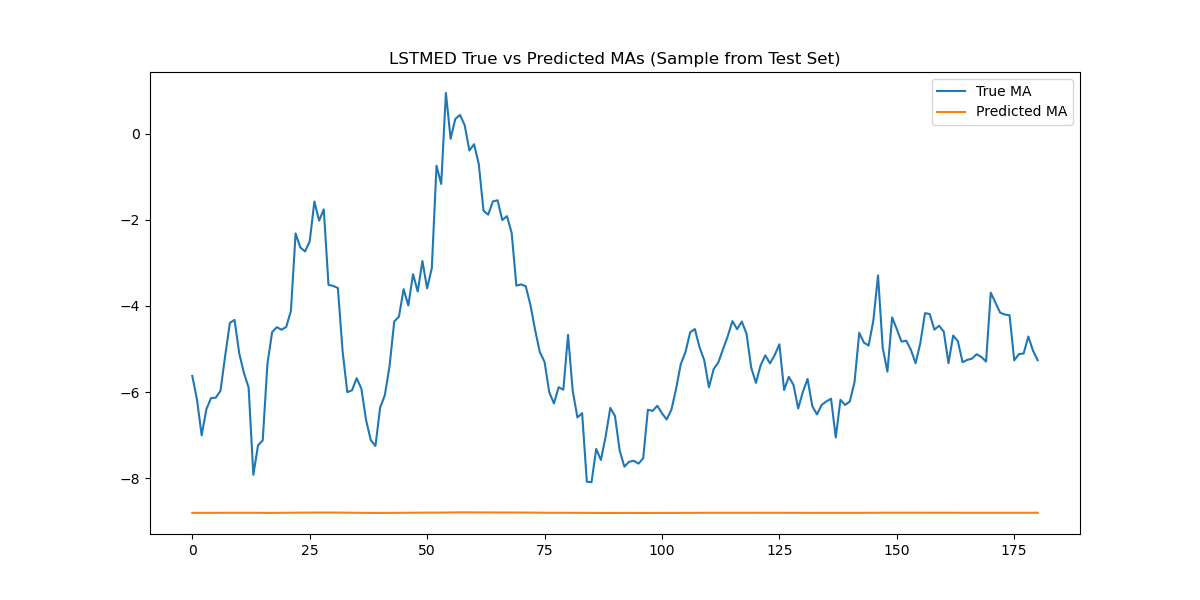 LSTMED True vs Predicted MAs (Sample from Test Set)
True MA
Predicted MA
0
−2
−4
−6
−8
0 25 50 75 100 125 150 175